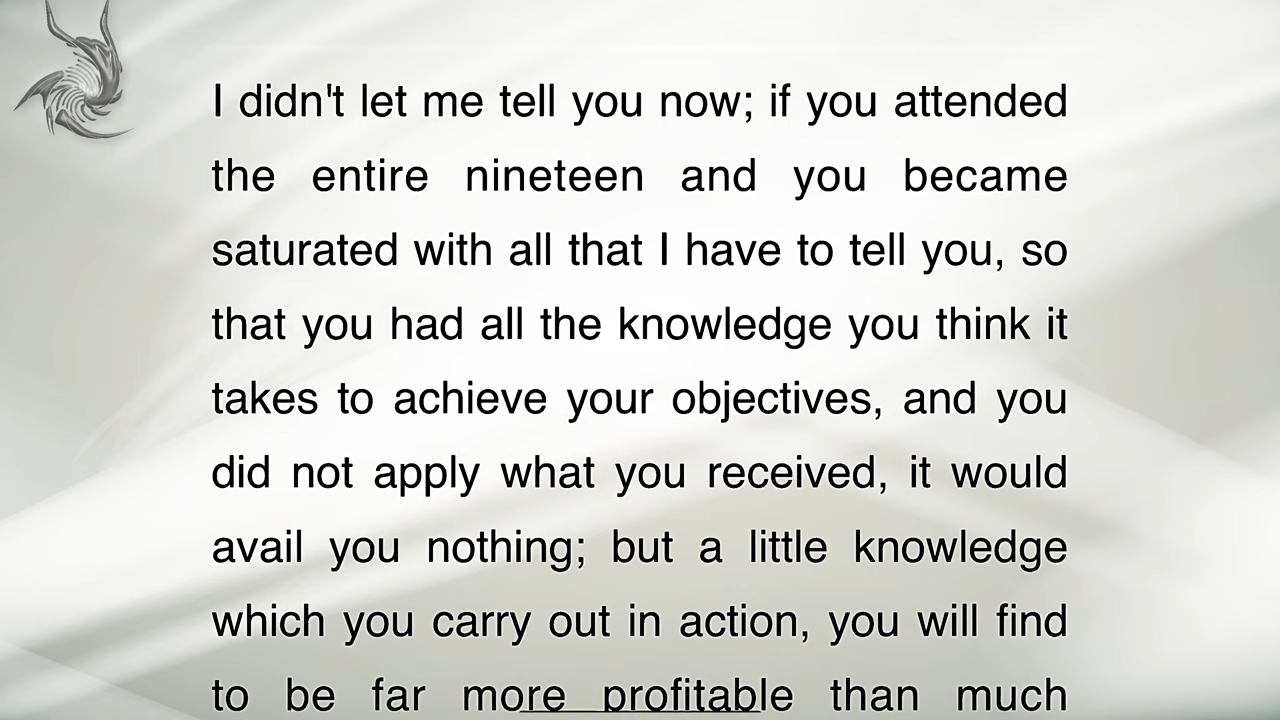 I didn't let me tell you now; if you attended
the entire nineteen and you became
saturated with all that I have to tell you, so
that you had all the knowledge you think it
takes to achieve your objectives, and you
did not apply what you received, it would
avail you nothing; but a little knowledge
which you carry out in action, you will find
to be far more profitable than much